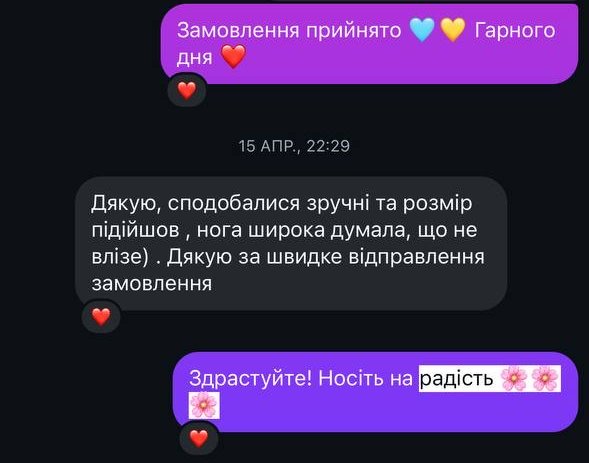 Замовлення прийнято 🩵💛 Гарного
дня ❤️
❤️
15 АПР., 22:29
Дякую, сподобалися зручні та розмір
підійшов , нога широка думала, що не
влізе) . Дякую за швидке відправлення
замовлення
❤️
Здрастуйте! Носіть на радість 🌸🌸
🌸
❤️